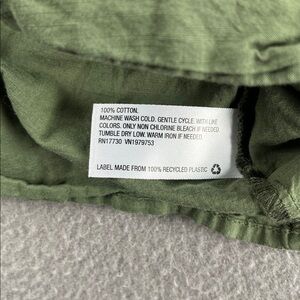 100% COTTON.
MACHINE WASH COLD. GENTLE CYCLE. WITH LIKE
COLORS. ONLY NON CHLORINE BLEACH IF NEEDED.
TUMBLE DRY LOW. WARM IRON IF NEEDED.
RN17730 VN1979753
LABEL MADE FROM 100% RECYCLED PLASTIC